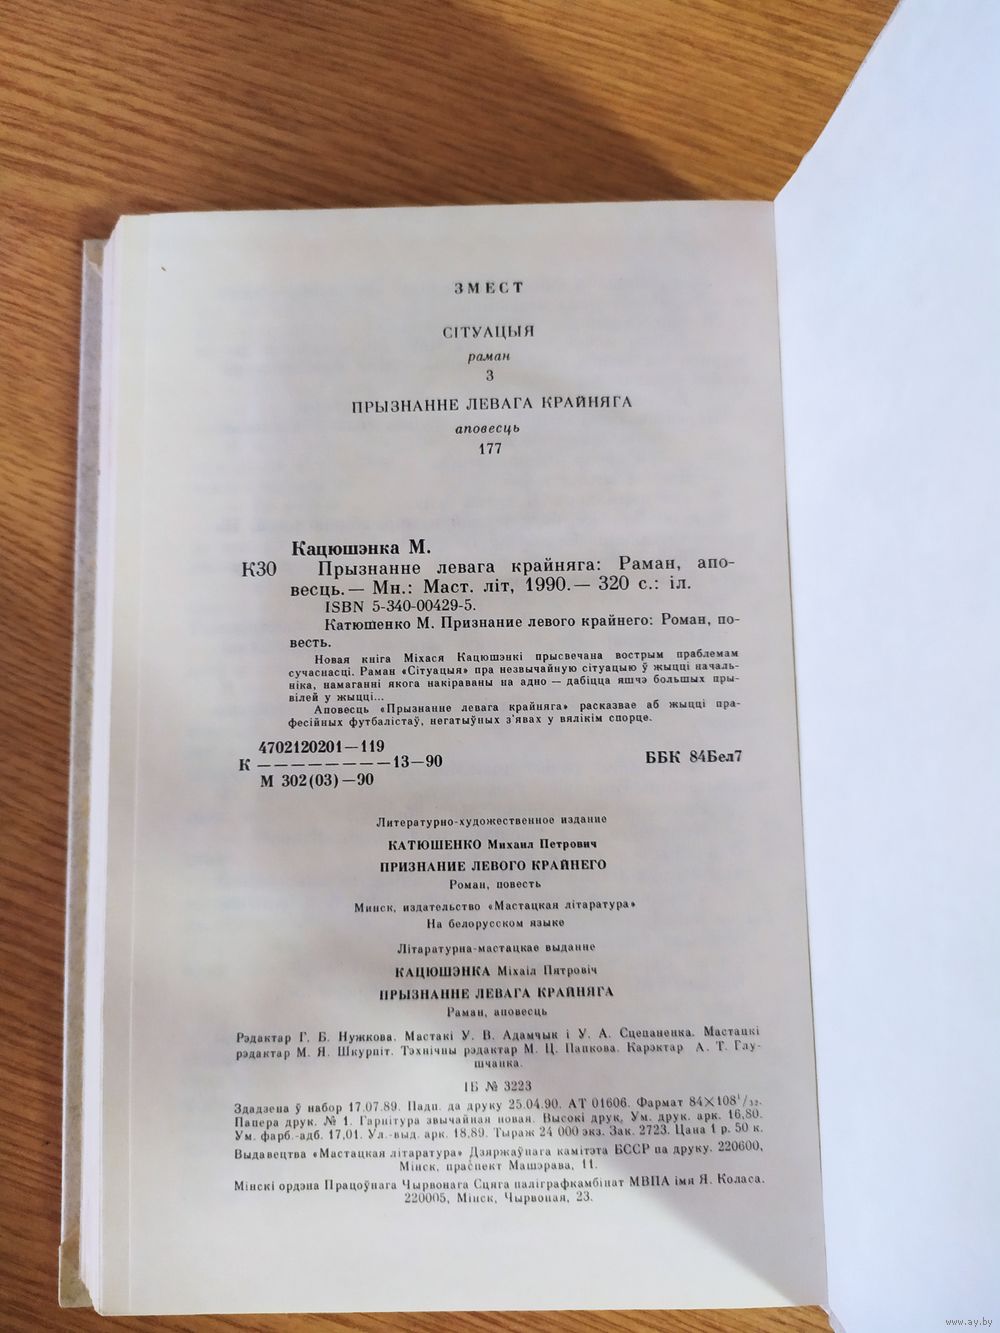 ЗМЕСТ
СІТУАЦЫЯ
раман
3
ПРЫЗНАННЕ ЛЕВАГА КРАЙНЯГА
аповесць
177
Кацюшэнка М.
К30 Прызнанне левага крайняга: Раман, апо-
весць.— Мн.: Маст. літ, 1990.— 320 с.: іл.
ISBN 5-340-00429-5.
Катюшенко М. Признание левого крайнего: Роман, по-
весть.
Новая кніга Міхася Кацюшэнкі прысвечана вострым праблемам
сучаснасці. Раман «Сітуацыя» пра незвычайную сітуацыю ў жыцці началь-
ніка, намаганні якога накіраваны на адно — дабіцца яшчэ большых пры-
вілей у жыцці...
Аповесць «Прызнанне левага крайняга» расказвае аб жыцці пра-
фесійных футбалістаў, негатыўных з'явах у вялікім спорце.
4702120201—119
К ————————13—90
М 302(03)—90
ББК 84Бел7
Литературно-художественное издание
КАТЮШЕНКО Михаил Петрович
ПРИЗНАНИЕ ЛЕВОГО КРАЙНЕГО
Роман, повесть
Минск, издательство «Мастацкая літаратура»
На белорусском языке
Літаратурна-мастацкае выданне
КАЦЮШЭНКА Міхаіл Пятровіч
ПРЫЗНАННЕ ЛЕВАГА КРАЙНЯГА
Раман, аповесць
Рэдактар Г. Б. Нужкова. Мастакі У. В. Адамчык і У. А. Сцепаненка. Мастацкі
рэдактар М. Я. Шкурпіт. Тэхнічны рэдактар М. Ц. Папкова. Карэктар А. Т. Глу-
шчанка.
ІБ № 3223
Здадзена ў набор 17.07.89. Падп. да друку 25.04.90. АТ 01606. Фармат 84×108¹/₃₂.
Папера друк. № 1. Гарнітура звычайная новая. Высокі друк. Ум. друк. арк. 16,80.
Ум. фарб.-адб. 17,01. Ул.-выд. арк. 18,89. Тыраж 24 000 экз. Зак. 2723. Цана 1 р. 50 к.
Выдавецтва «Мастацкая літаратура» Дзяржаўнага камітэта БССР па друку. 220600,
Мінск, праспект Машэрава, 11.
Мінскі ордэна Працоўнага Чырвонага Сцяга паліграфкамбінат МВПА імя Я. Коласа.
220005, Мінск, Чырвоная, 23.
www.ay.by